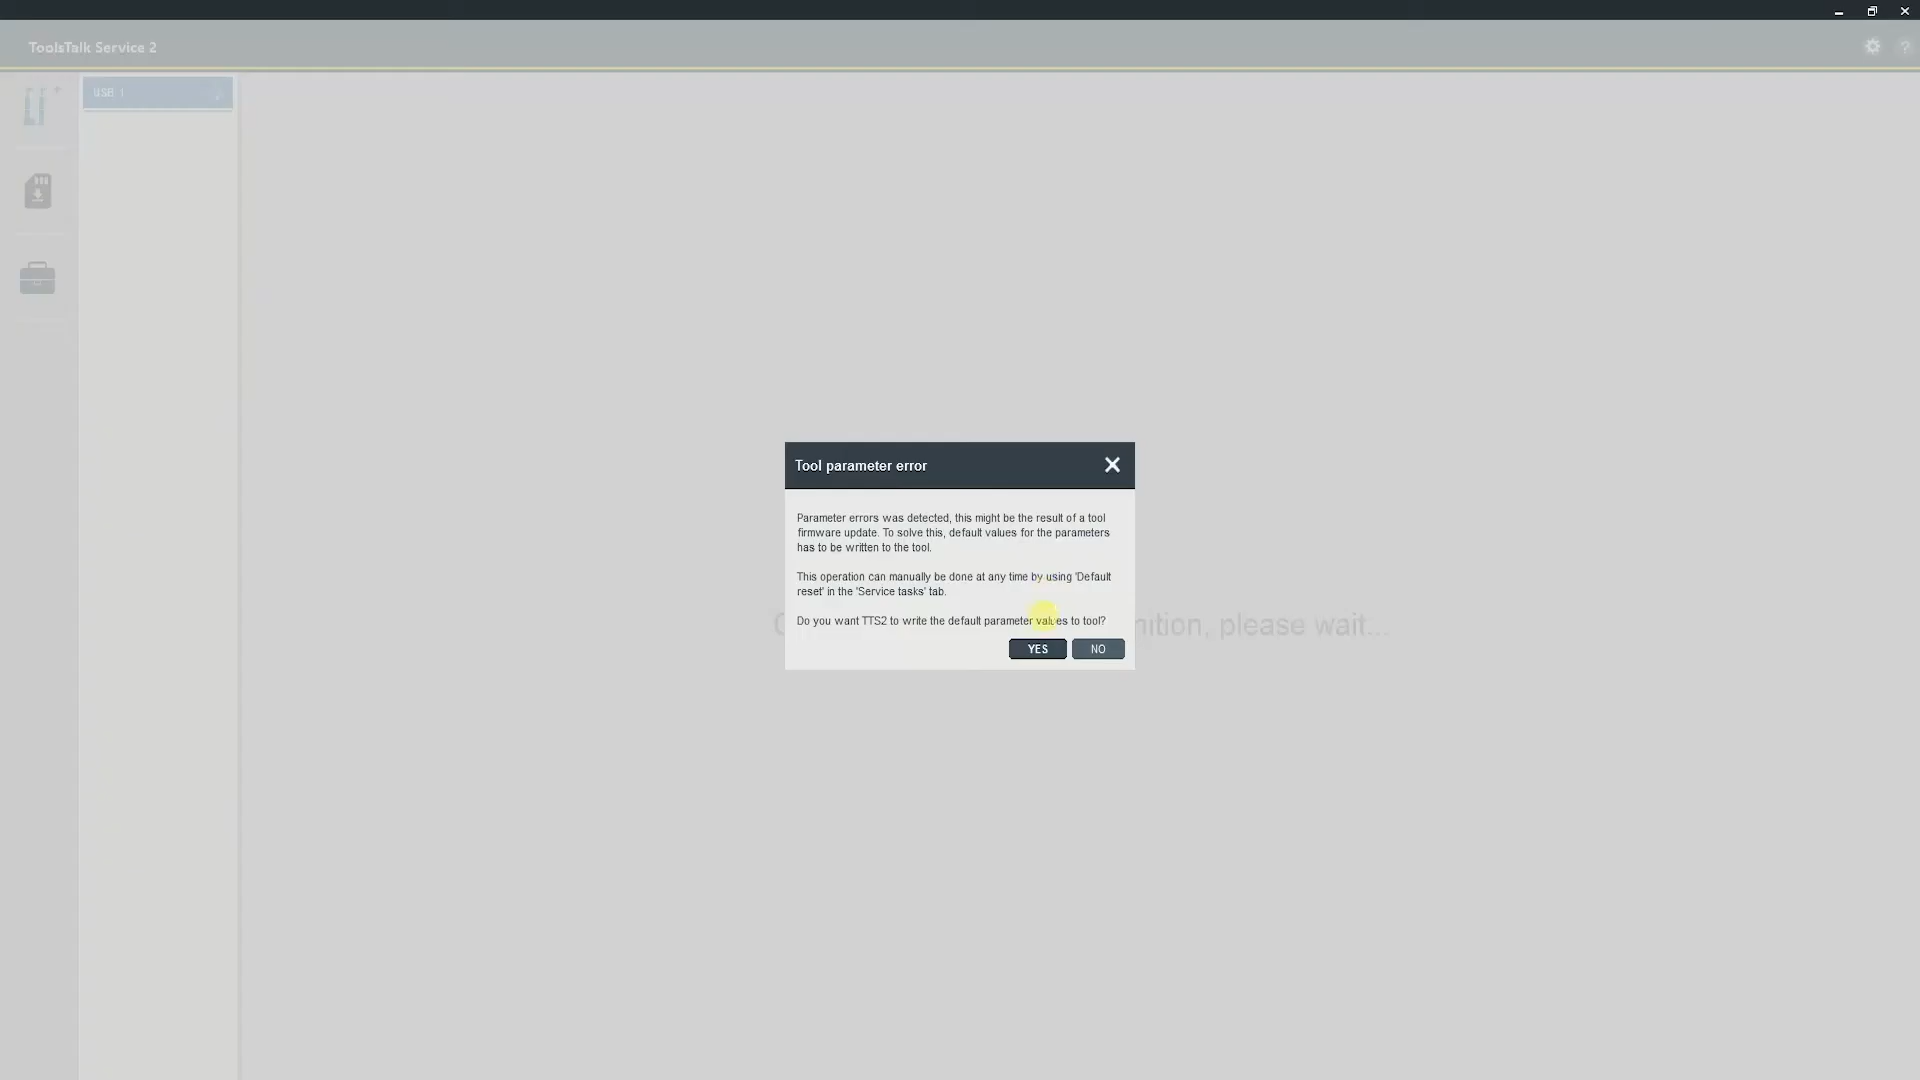 ToolsTalk Service 2
?
USB 1
Tool parameter error
Parameter errors was detected, this might be the result of a tool
firmware update. To solve this, default values for the parameters
has to be written to the tool.
This operation can manually be done at any time by using 'Default
reset' in the 'Service tasks' tab.
Do you want TTS2 to write the default parameter values to tool?
please wait...
YES
NO